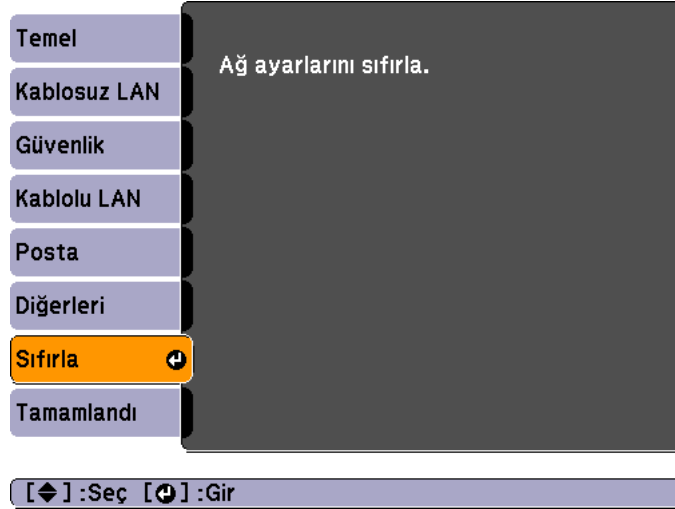 Temel
Kablosuz LAN
Güvenlik
Kablolu LAN
Posta
Diğerleri
Sıfırla
Tamamlandı
Ağ ayarlarını sıfırla.
[◆]:Seç [⏎]:Gir